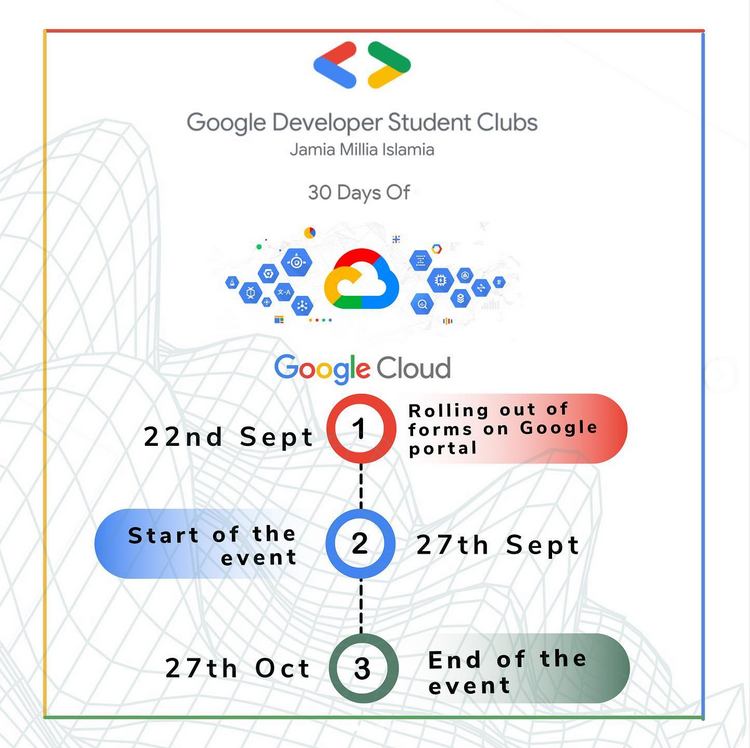 Google Developer Student Clubs
Jamia Millia Islamia
30 Days Of
Google Cloud
22nd Sept
1
Rolling out of
forms on Google
portal
Start of the
event
2
27th Sept
27th Oct
3
End of the
event